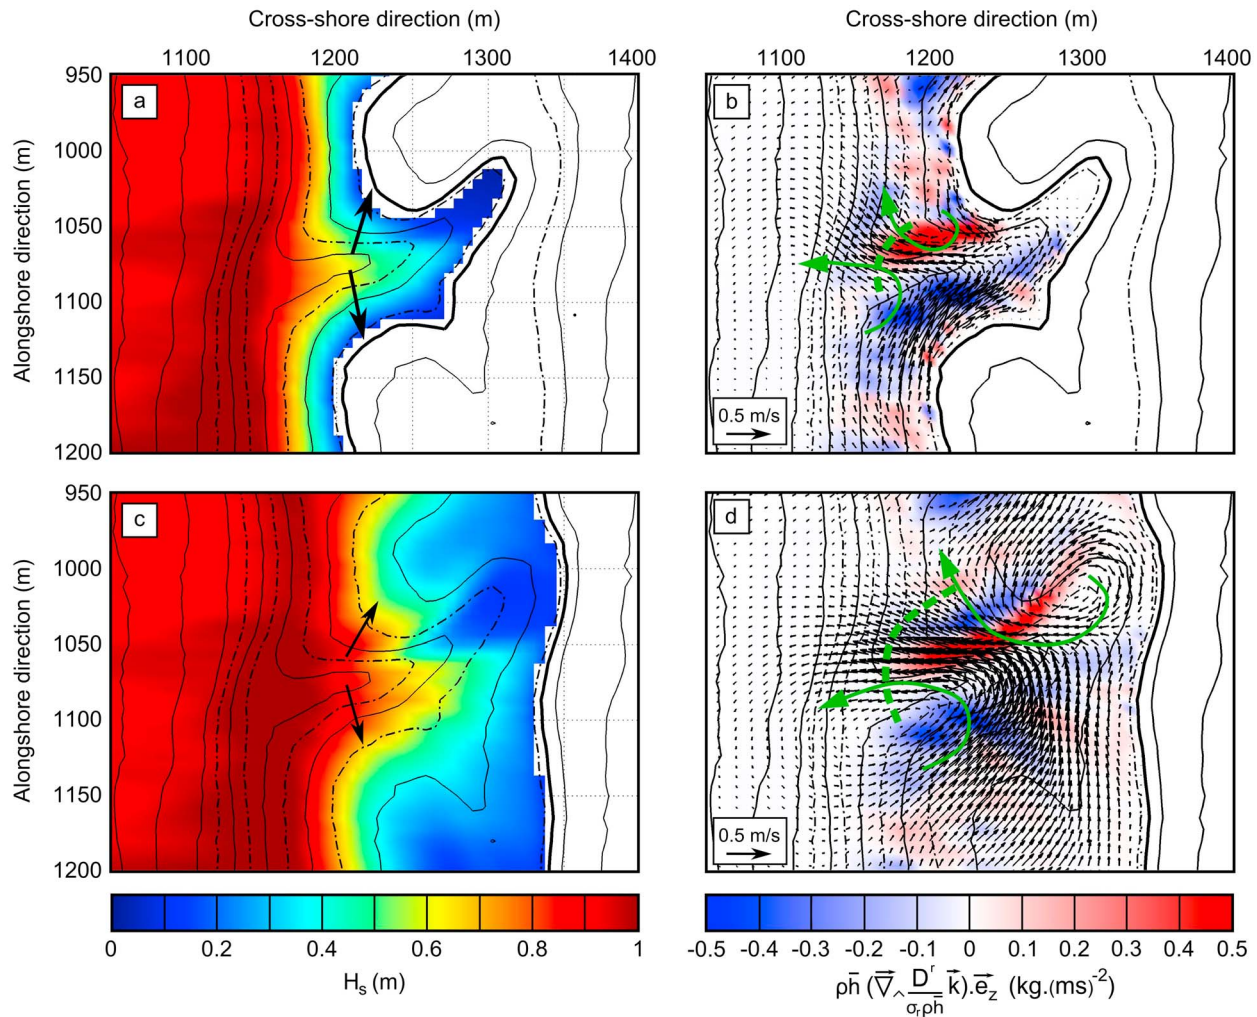 Cross-shore direction (m) Cross-shore direction (m)
1100 1200 1300 1400 1100 1200 1300 1400
950 a b
1000
1050
1100
1150
1200
Alongshore direction (m)
0.5 m/s
950 c d
1000
1050
1100
1150
1200
Alongshore direction (m)
0.5 m/s
0 0.2 0.4 0.6 0.8 1 -0.5 -0.4 -0.3 -0.2 -0.1 0 0.1 0.2 0.3 0.4 0.5
Hₛ (m) ρh̄ (∇⃗∧ Dʳ/σᵣρh̄ k⃗).e⃗_z (kg.(ms)⁻²)